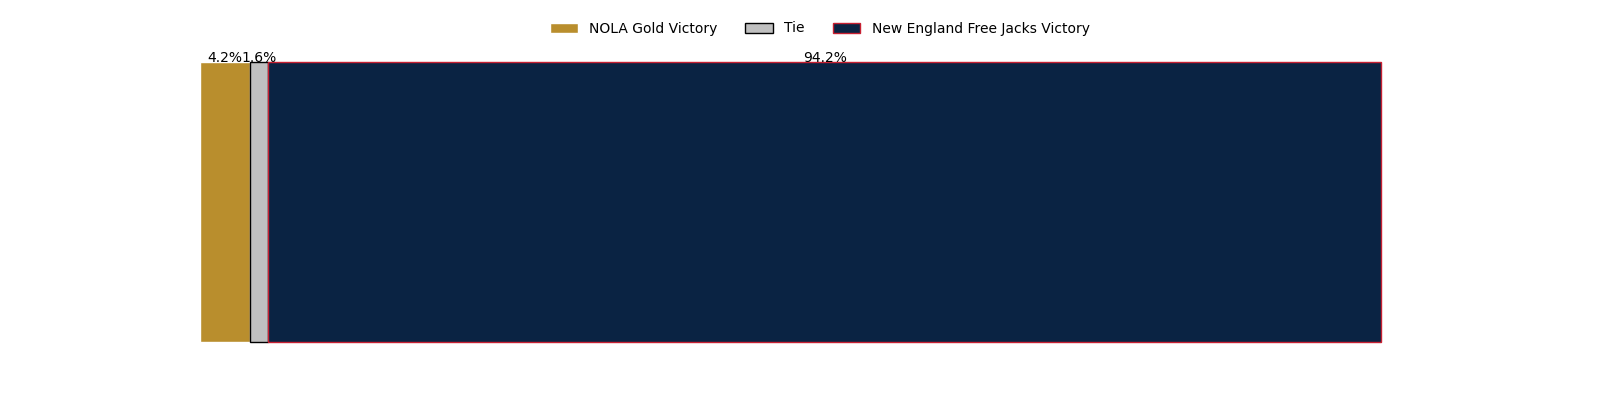 NOLA Gold Victory Tie New England Free Jacks Victory
4.2% 1.6% 94.2%